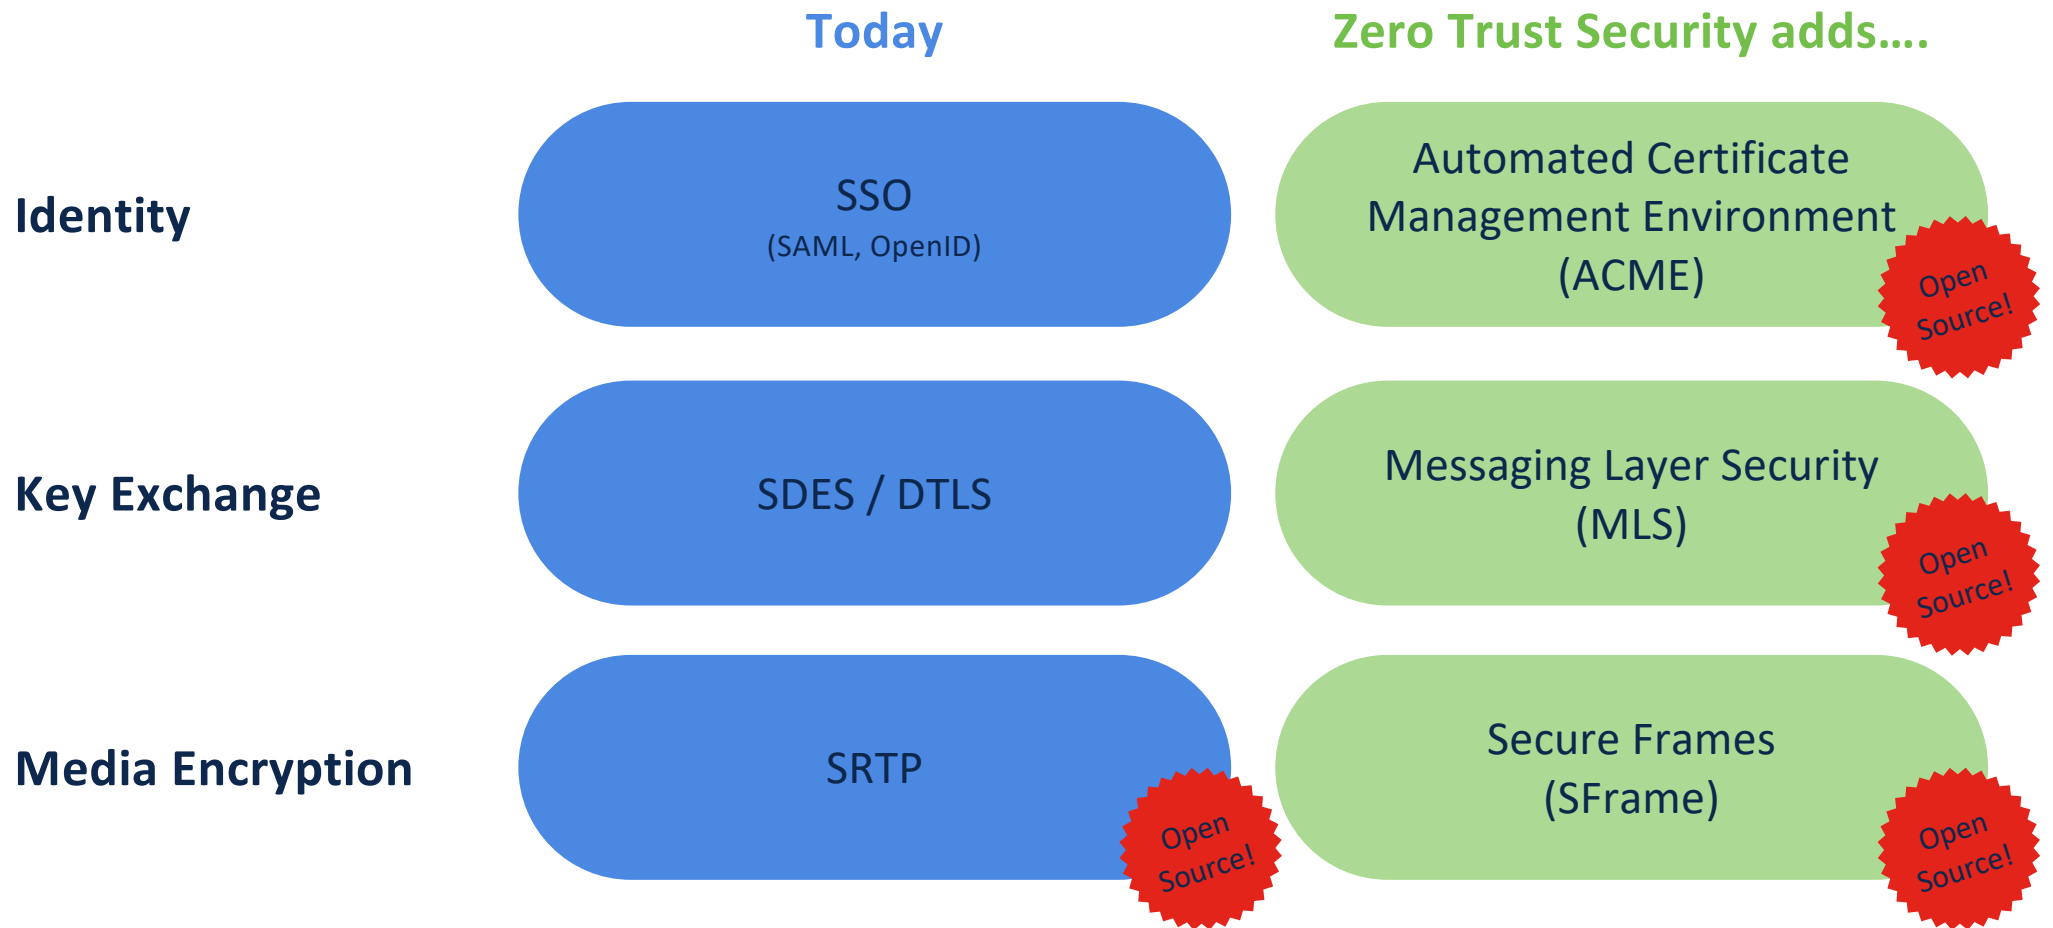 Today
Zero Trust Security adds….
Identity
SSO
(SAML, OpenID)
Automated Certificate
Management Environment
(ACME)
Open
Source!
Key Exchange
SDES / DTLS
Messaging Layer Security
(MLS)
Open
Source!
Media Encryption
SRTP
Open
Source!
Secure Frames
(SFrame)
Open
Source!